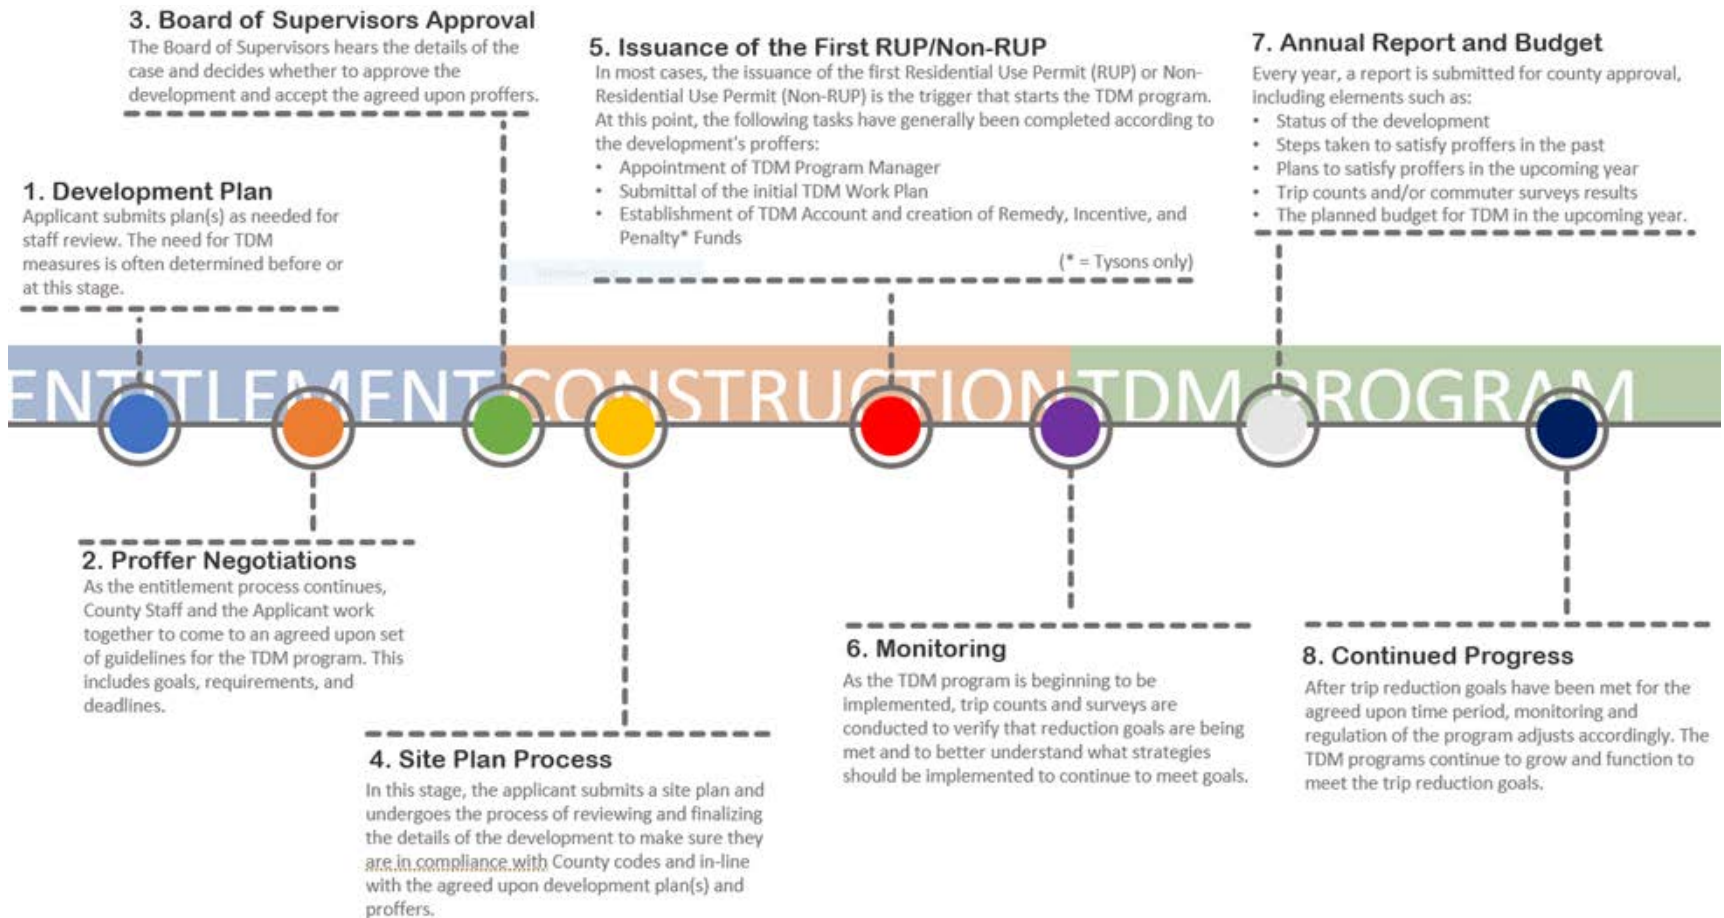 3. Board of Supervisors Approval
The Board of Supervisors hears the details of the
case and decides whether to approve the
development and accept the agreed upon proffers.
5. Issuance of the First RUP/Non-RUP
In most cases, the issuance of the first Residential Use Permit (RUP) or Non-
Residential Use Permit (Non-RUP) is the trigger that starts the TDM program.
At this point, the following tasks have generally been completed according to
the development's proffers:
• Appointment of TDM Program Manager
• Submittal of the initial TDM Work Plan
• Establishment of TDM Account and creation of Remedy, Incentive, and
Penalty* Funds
(* = Tysons only)
7. Annual Report and Budget
Every year, a report is submitted for county approval,
including elements such as:
• Status of the development
• Steps taken to satisfy proffers in the past
• Plans to satisfy proffers in the upcoming year
• Trip counts and/or commuter surveys results
• The planned budget for TDM in the upcoming year.
1. Development Plan
Applicant submits plan(s) as needed for
staff review. The need for TDM
measures is often determined before or
at this stage.
ENTITLEMENT CONSTRUCTION TDM PROGRAM
2. Proffer Negotiations
As the entitlement process continues,
County Staff and the Applicant work
together to come to an agreed upon set
of guidelines for the TDM program. This
includes goals, requirements, and
deadlines.
4. Site Plan Process
In this stage, the applicant submits a site plan and
undergoes the process of reviewing and finalizing
the details of the development to make sure they
are in compliance with County codes and in-line
with the agreed upon development plan(s) and
proffers.
6. Monitoring
As the TDM program is beginning to be
implemented, trip counts and surveys are
conducted to verify that reduction goals are being
met and to better understand what strategies
should be implemented to continue to meet goals.
8. Continued Progress
After trip reduction goals have been met for the
agreed upon time period, monitoring and
regulation of the program adjusts accordingly. The
TDM programs continue to grow and function to
meet the trip reduction goals.